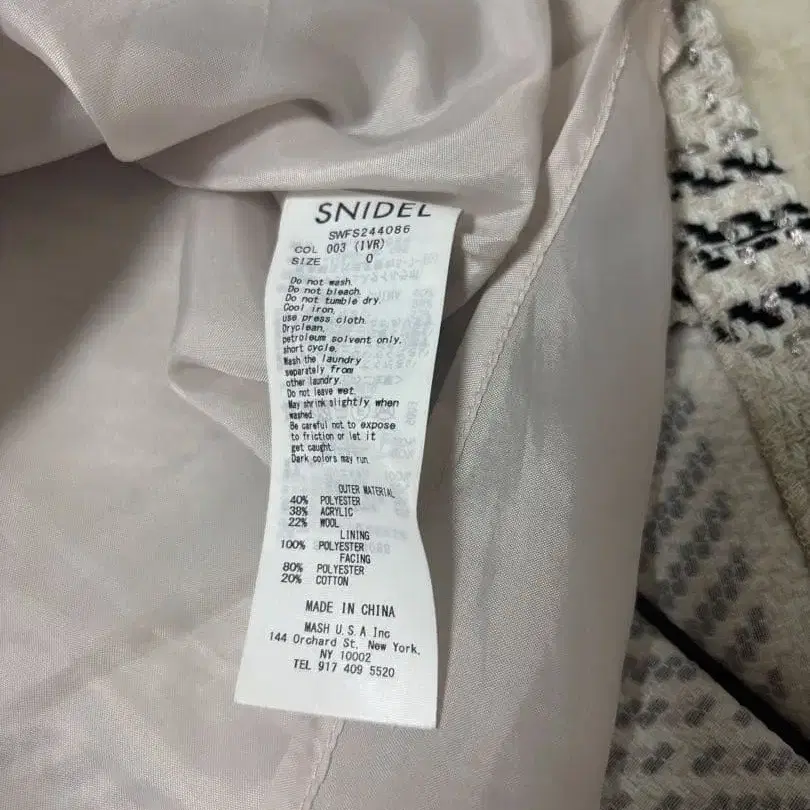 SNIDEL
SWFS244086
COL 003 (IVR)
SIZE 0
Do not wash.
Do not bleach.
Do not tumble dry.
Cool iron.
use press cloth.
Dryclean.
petroleum solvent only.
short cycle.
Wash the laundry
separately from
other laundry.
Do not leave wet.
May shrink slightly when
washed.
Be careful not to expose
to friction or let it
get caught.
Dark colors may run.
OUTER MATERIAL
40% POLYESTER
38% ACRYLIC
22% WOOL
LINING
100% POLYESTER
FACING
80% POLYESTER
20% COTTON
MADE IN CHINA
MASH U.S.A Inc
144 Orchard St, New York,
NY 10002
TEL 917 409 5520